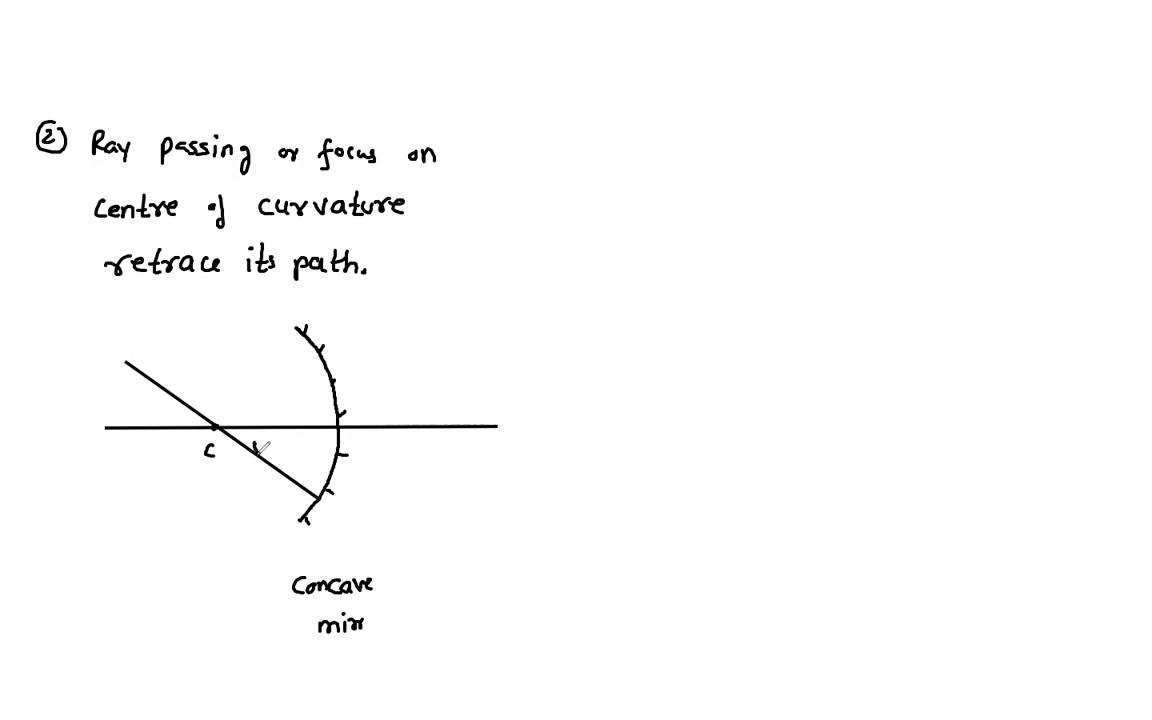 ② Ray passing or focus on
centre of curvature
retrace its path.
C
Concave
mirr